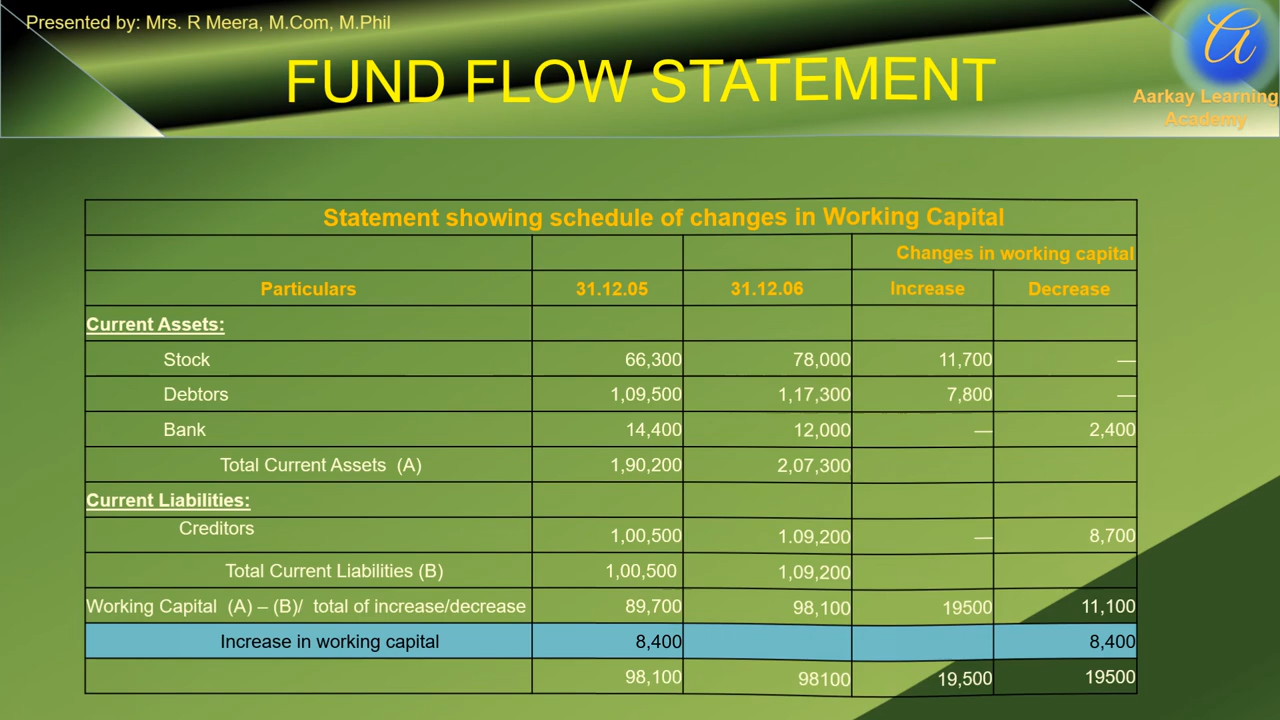 Presented by: Mrs. R Meera, M.Com, M.Phil
FUND FLOW STATEMENT
a
Aarkay Learning
Academy
Statement showing schedule of changes in Working Capital
Changes in working capital
Particulars 31.12.05 31.12.06 Increase Decrease
Current Assets:
Stock 66,300 78,000 11,700 —
Debtors 1,09,500 1,17,300 7,800 —
Bank 14,400 12,000 — 2,400
Total Current Assets (A) 1,90,200 2,07,300
Current Liabilities:
Creditors 1,00,500 1.09,200 — 8,700
Total Current Liabilities (B) 1,00,500 1,09,200
Working Capital (A) – (B)/ total of increase/decrease 89,700 98,100 19500 11,100
Increase in working capital 8,400 8,400
98,100 98100 19,500 19500